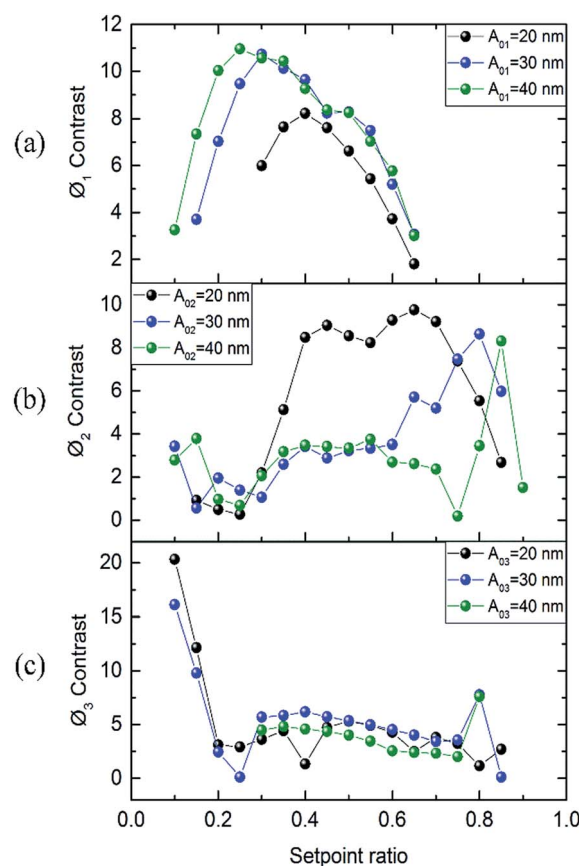 (a)
Ø1 Contrast
12
10
8
6
4
2
A01=20 nm
A01=30 nm
A01=40 nm
(b)
Ø2 Contrast
10
8
6
4
2
0
A02=20 nm
A02=30 nm
A02=40 nm
(c)
Ø3 Contrast
20
15
10
5
0
A03=20 nm
A03=30 nm
A03=40 nm
0.0 0.2 0.4 0.6 0.8 1.0
Setpoint ratio